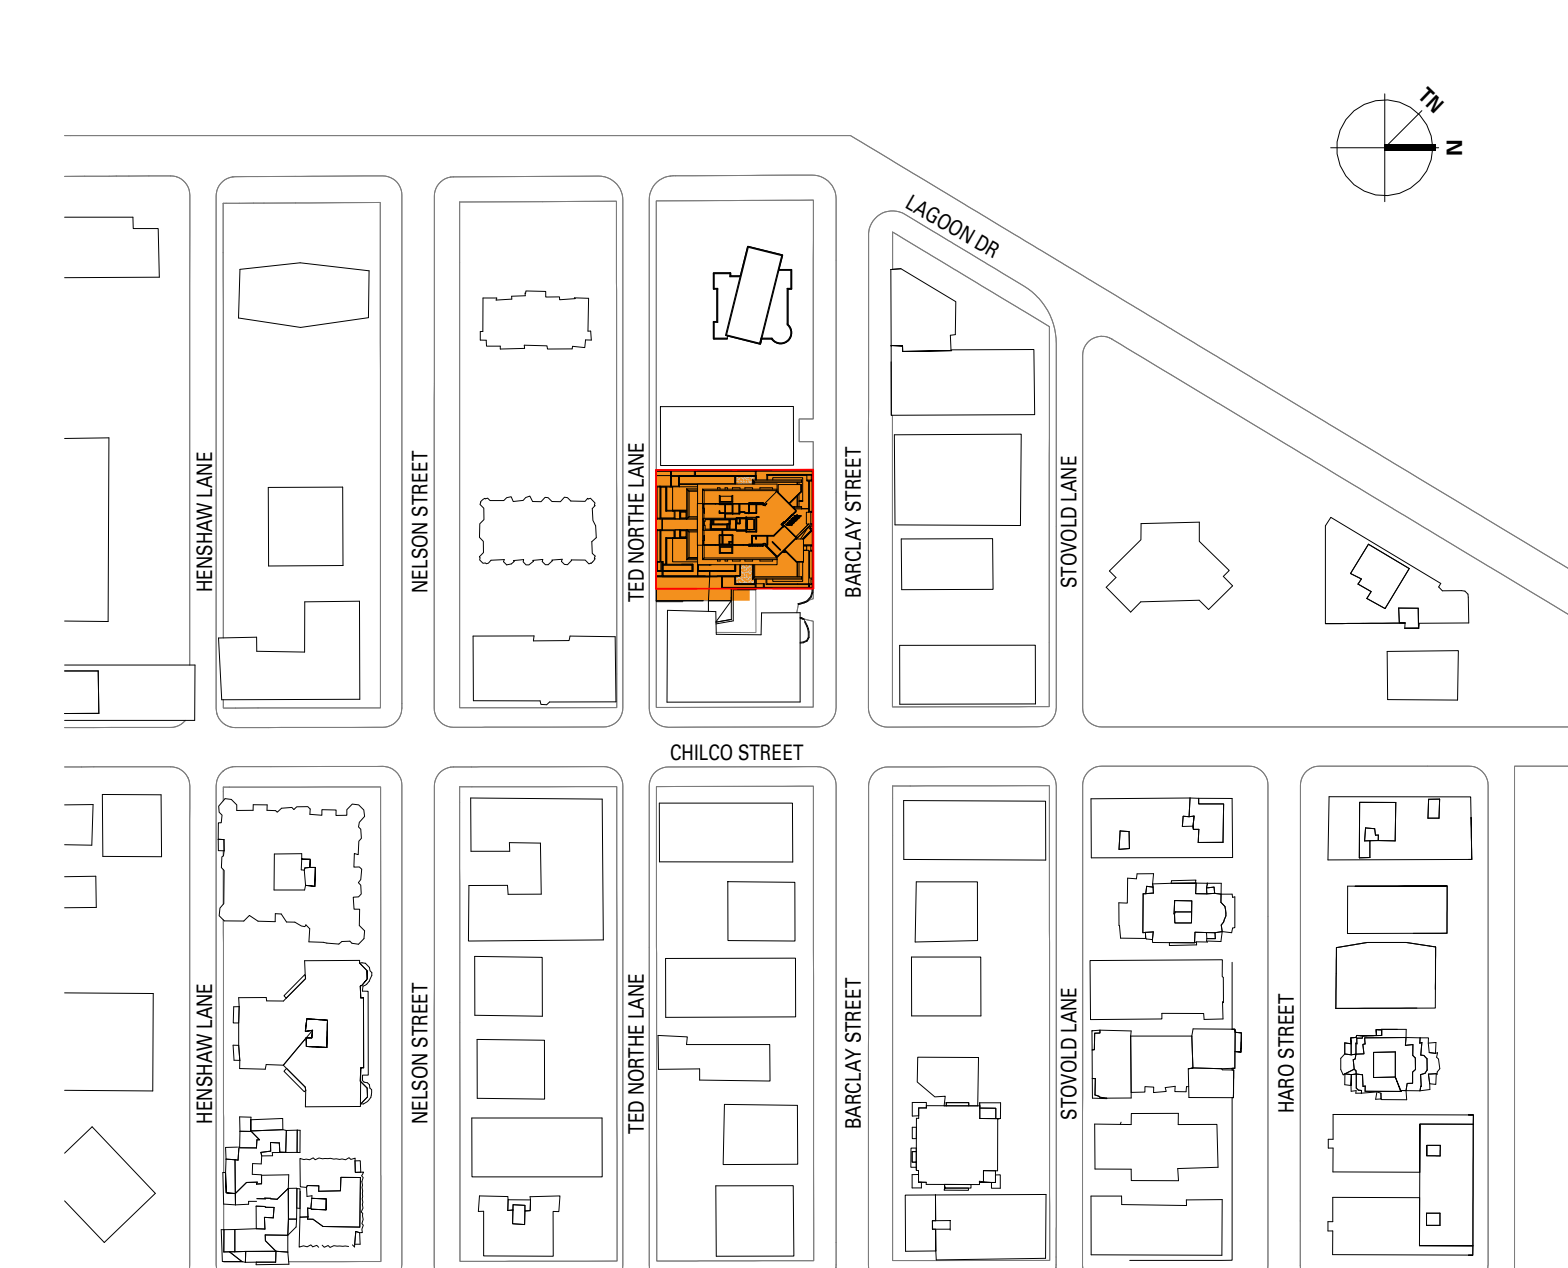 TN
N
LAGOON DR
HENSHAW LANE
NELSON STREET
TED NORTHE LANE
BARCLAY STREET
STOVOLD LANE
CHILCO STREET
HENSHAW LANE
NELSON STREET
TED NORTHE LANE
BARCLAY STREET
STOVOLD LANE
HARO STREET